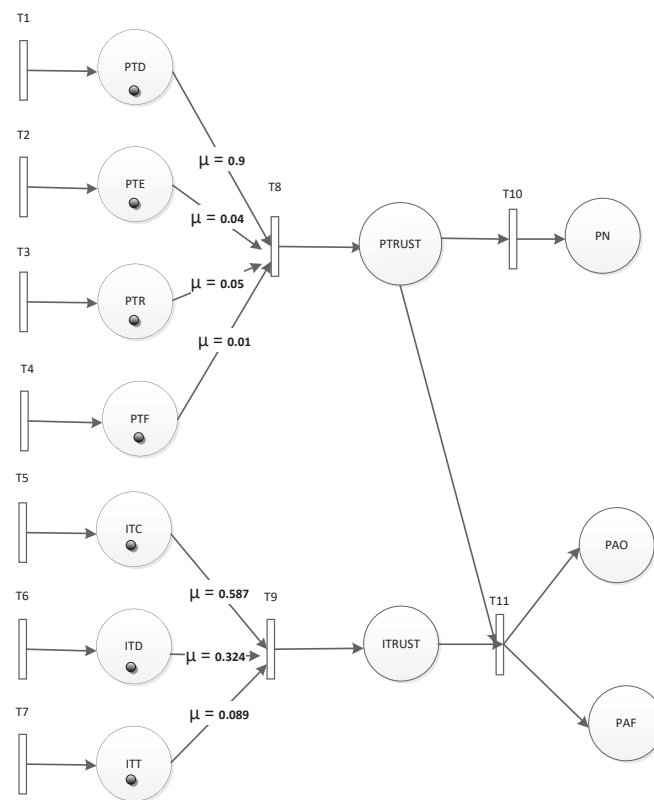 T1
PTD
T2
μ = 0.9
PTE
T8
T10
μ = 0.04
PTRUST
PN
T3
μ = 0.05
PTR
μ = 0.01
T4
PTF
T5
ITC
PAO
μ = 0.587
T6
T9
T11
ITD
μ = 0.324
ITRUST
T7
μ = 0.089
PAF
ITT